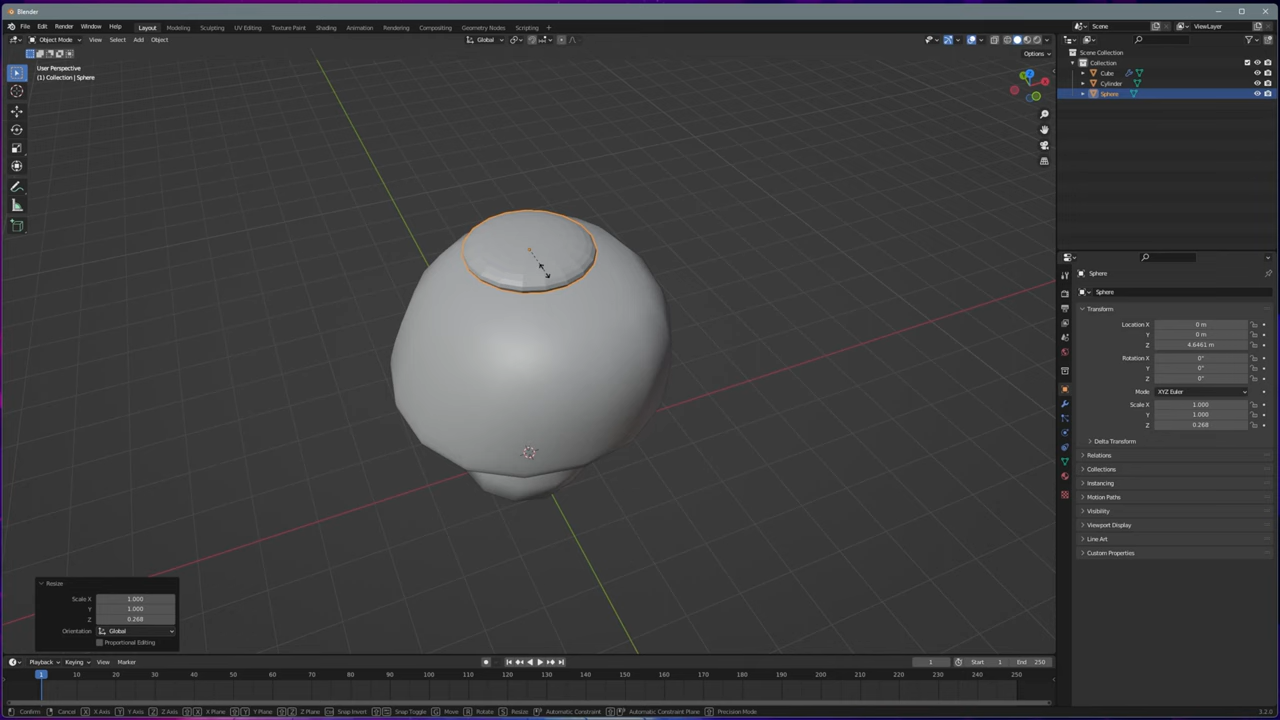 Blender
File Edit Render Window Help Layout Modeling Sculpting UV Editing Texture Paint Shading Animation Rendering Compositing Geometry Nodes Scripting Scene ViewLayer
Object Mode View Select Add Object Global
Options
User Perspective
(1) Collection | Sphere
Scene Collection
Collection
Cube
Cylinder
Sphere
Sphere
Sphere
Transform
Location X 0 m
Y 0 m
Z 4.6461 m
Rotation X 0°
Y 0°
Z 0°
Mode XYZ Euler
Scale X 1.000
Y 1.000
Z 0.268
Delta Transform
Relations
Collections
Instancing
Motion Paths
Visibility
Viewport Display
Line Art
Custom Properties
Resize
Scale X 1.000
Y 1.000
Z 0.268
Orientation: Global
Proportional Editing
Playback Keying View Marker 1 Start 1 End 250
1 10 20 30 40 50 60 70 80 90 100 110 120 130 140 150 160 170 180 190 200 210 220 230 240 250
Confirm Cancel X X Axis Y Y Axis Z Z Axis X X Plane Y Y Plane Z Z Plane Snap Invert Snap Toggle G Move R Rotate S Resize Automatic Constraint Automatic Constraint Plane Precision Mode 3.2.0